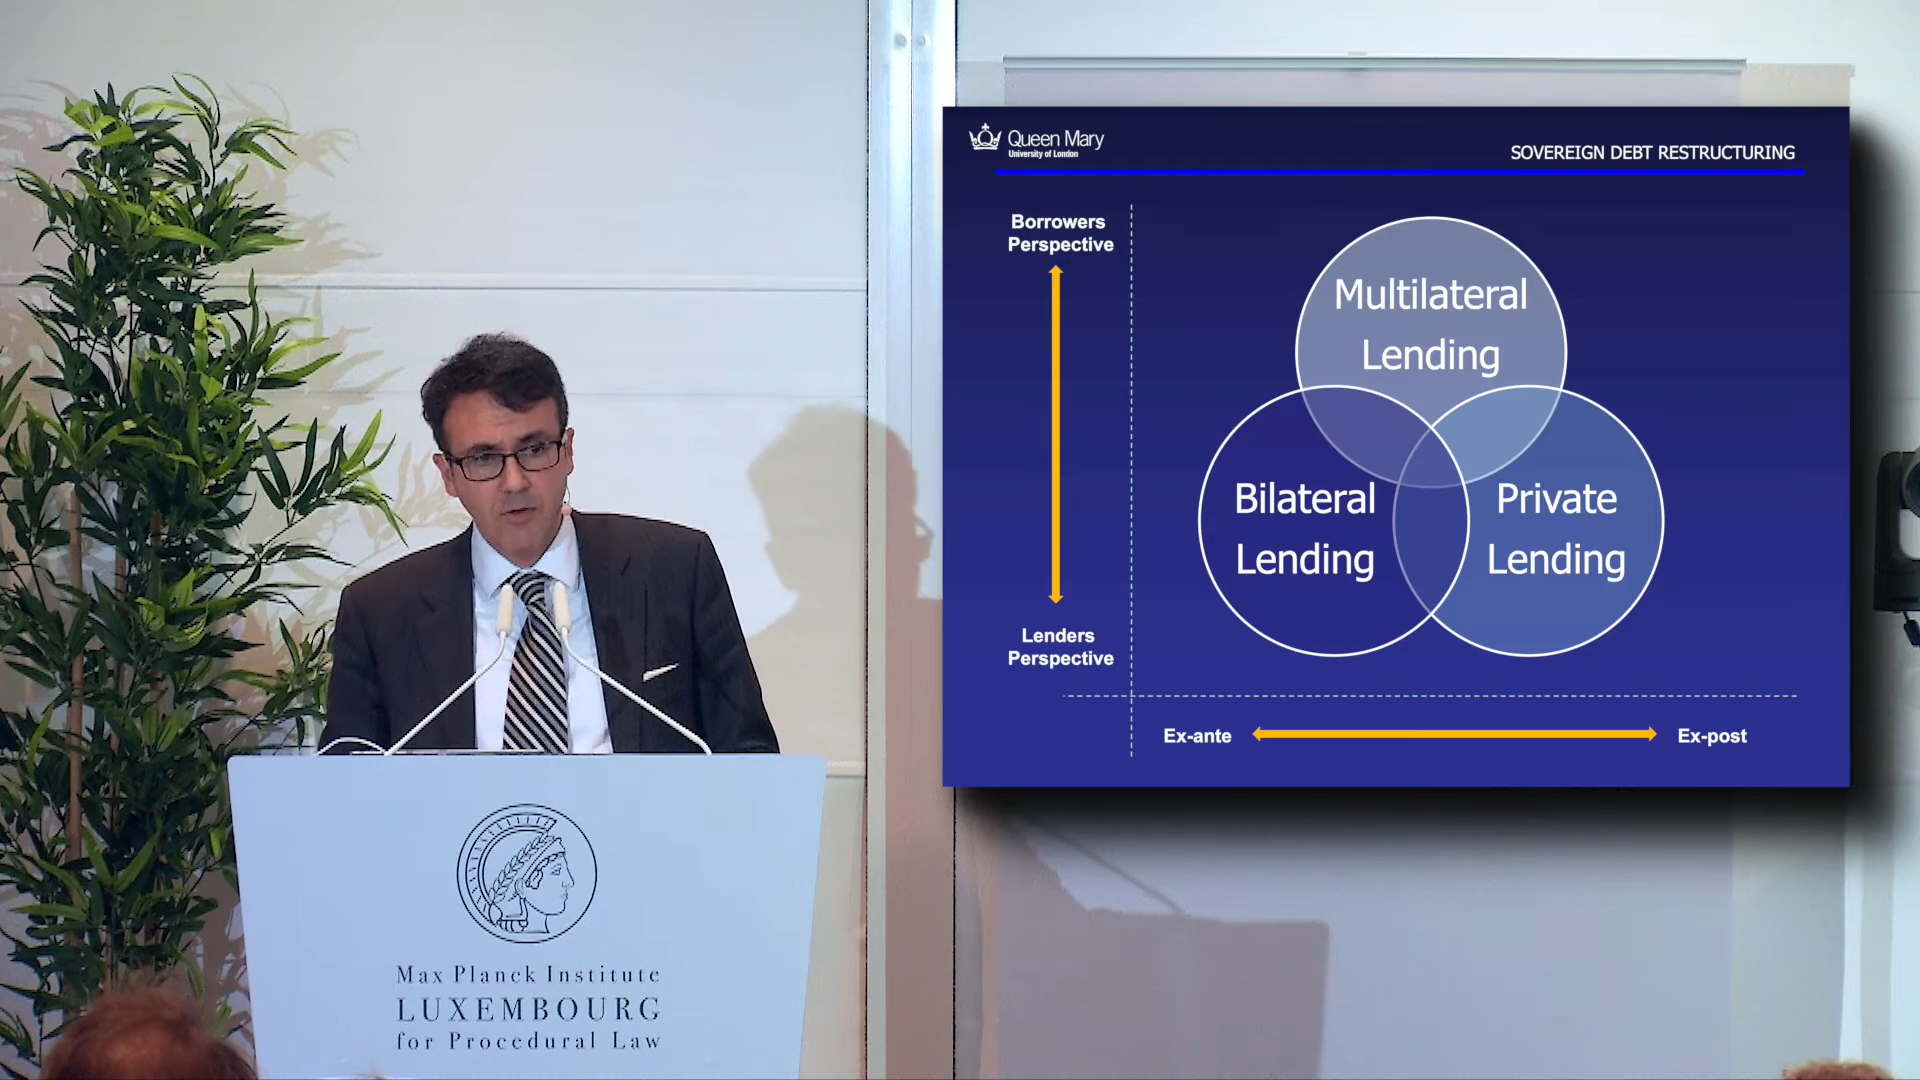 Queen Mary
University of London
SOVEREIGN DEBT RESTRUCTURING
Borrowers
Perspective
Multilateral
Lending
Bilateral
Lending
Private
Lending
Lenders
Perspective
Ex-ante
Ex-post
Max Planck Institute
LUXEMBOURG
for Procedural Law